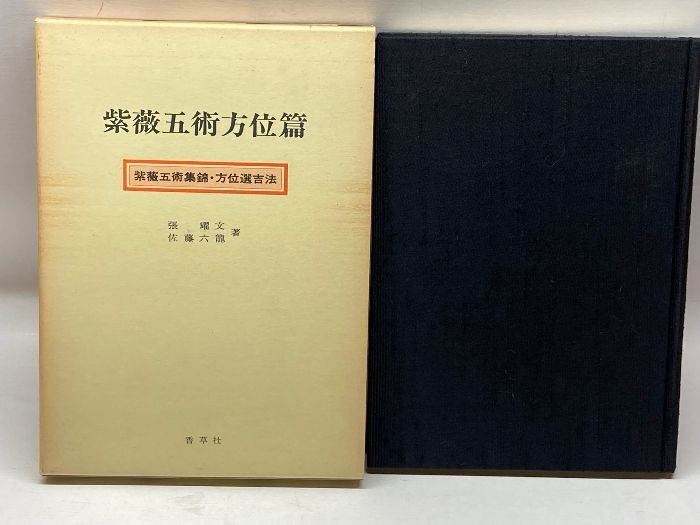 紫薇五術方位篇
紫薇五術集錦・方位選吉法
張耀文
佐藤六龍 著
香草社